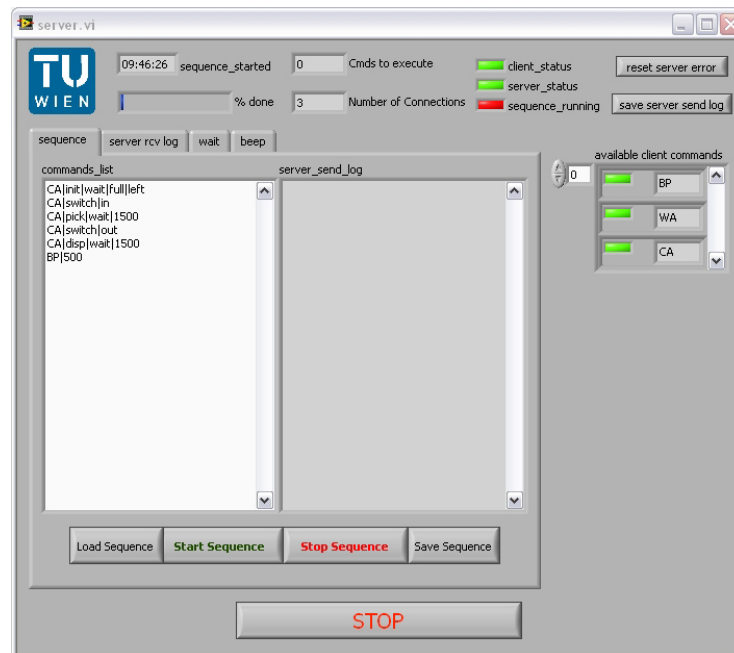 server.vi
TU
WIEN
09:46:26 sequence_started
0 Cmds to execute
client_status
reset server error
server_status
% done
3 Number of Connections
sequence_running
save server send log
sequence server rcv log wait beep
available client commands
commands_list
server_send_log
0
BP
WA
CA
CA|init|wait|full|left
CA|switch|in
CA|pick|wait|1500
CA|switch|out
CA|disp|wait|1500
BP|500
Load Sequence Start Sequence Stop Sequence Save Sequence
STOP